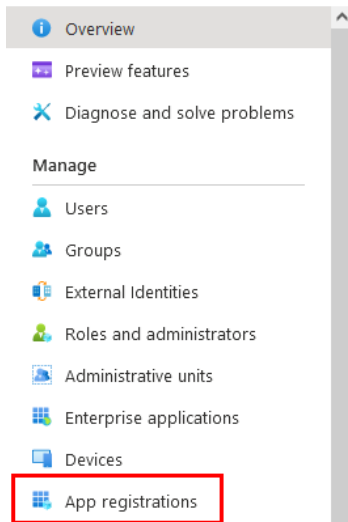 Overview
Preview features
Diagnose and solve problems
Manage
Users
Groups
External Identities
Roles and administrators
Administrative units
Enterprise applications
Devices
App registrations